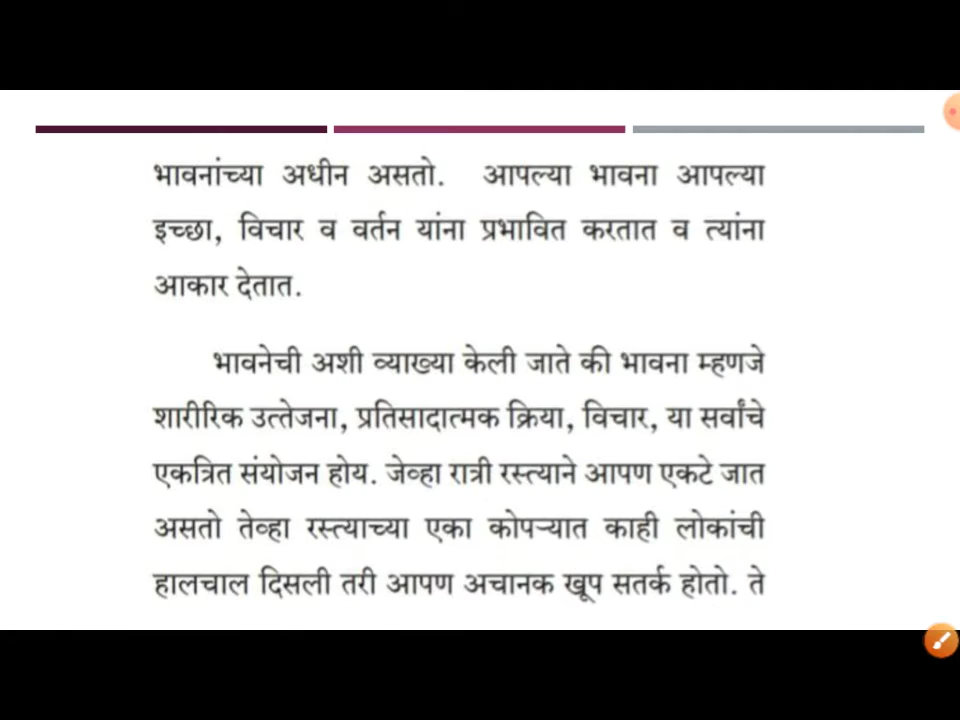 भावनांच्या अधीन असतो. आपल्या भावना आपल्या
इच्छा, विचार व वर्तन यांना प्रभावित करतात व त्यांना
आकार देतात.
भावनेची अशी व्याख्या केली जाते की भावना म्हणजे
शारीरिक उत्तेजना, प्रतिसादात्मक क्रिया, विचार, या सर्वांचे
एकत्रित संयोजन होय. जेव्हा रात्री रस्त्याने आपण एकटे जात
असतो तेव्हा रस्त्याच्या एका कोपऱ्यात काही लोकांची
हालचाल दिसली तरी आपण अचानक खूप सतर्क होतो. ते